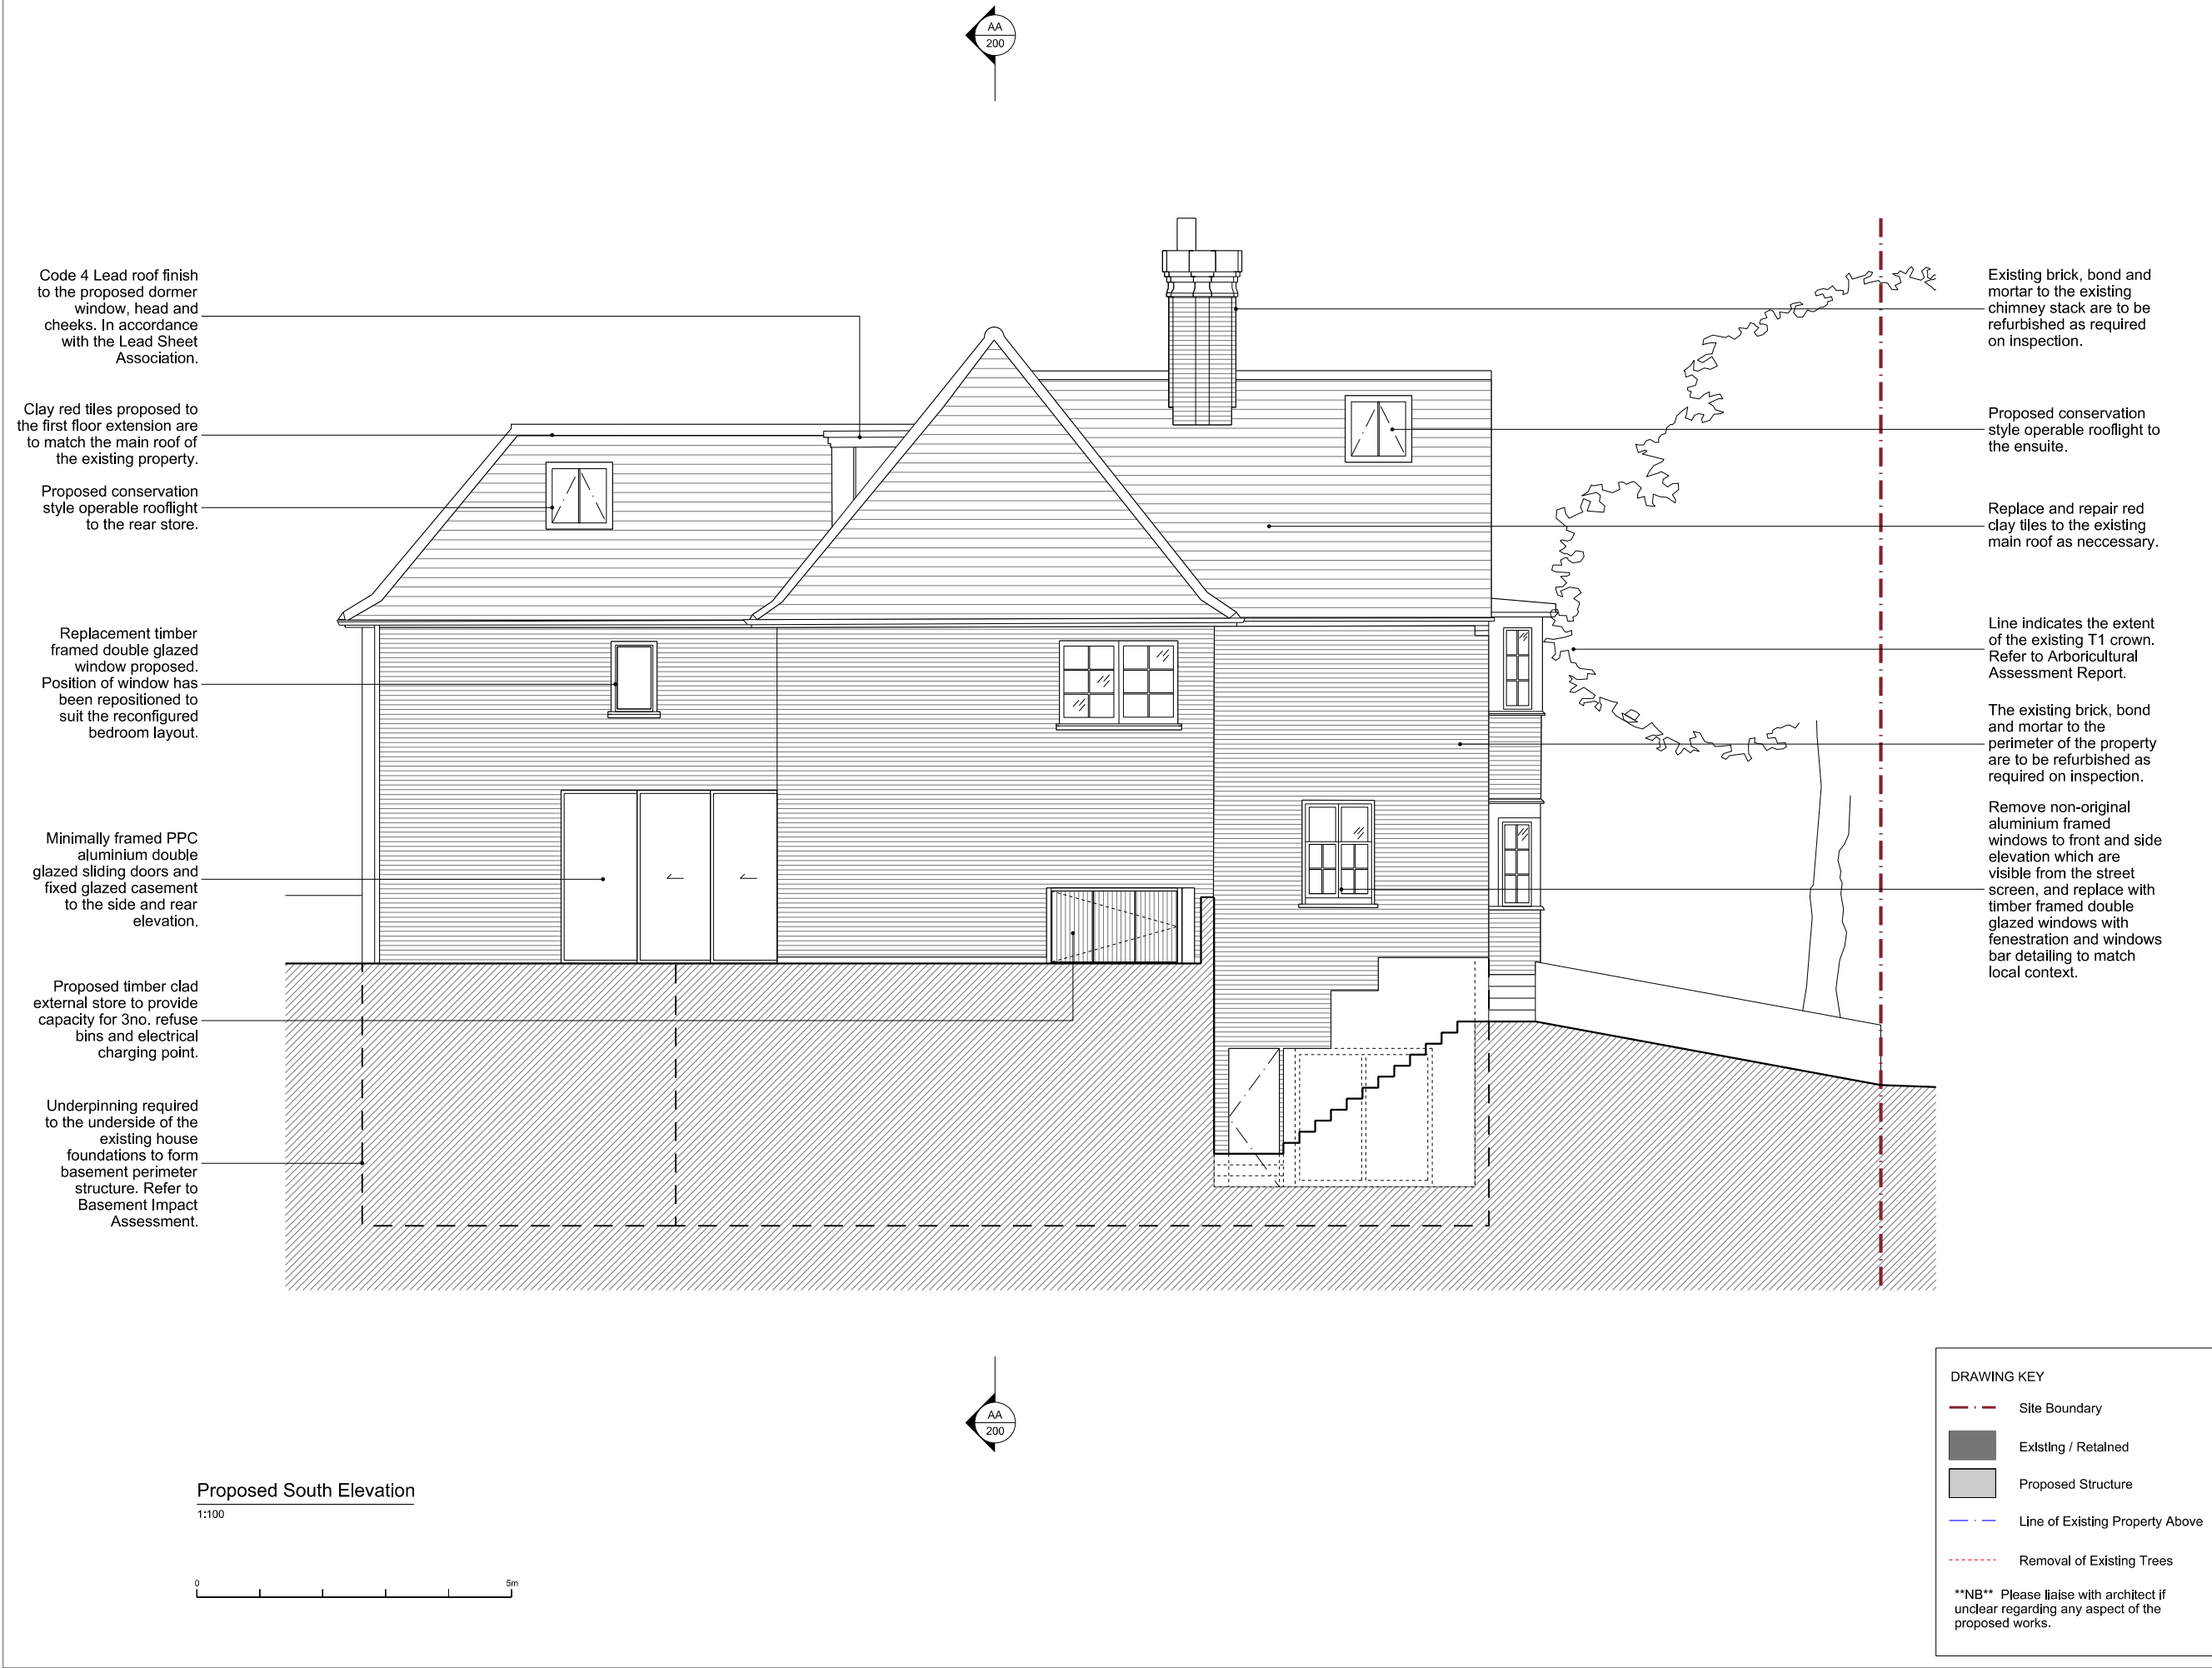 AA
200
Code 4 Lead roof finish
to the proposed dormer
window, head and
cheeks. In accordance
with the Lead Sheet
Association.
Clay red tiles proposed to
the first floor extension are
to match the main roof of
the existing property.
Proposed conservation
style operable rooflight
to the rear store.
Replacement timber
framed double glazed
window proposed.
Position of window has
been repositioned to
suit the reconfigured
bedroom layout.
Minimally framed PPC
aluminium double
glazed sliding doors and
fixed glazed casement
to the side and rear
elevation.
Proposed timber clad
external store to provide
capacity for 3no. refuse
bins and electrical
charging point.
Underpinning required
to the underside of the
existing house
foundations to form
basement perimeter
structure. Refer to
Basement Impact
Assessment.
Existing brick, bond and
mortar to the existing
chimney stack are to be
refurbished as required
on inspection.
Proposed conservation
style operable rooflight to
the ensuite.
Replace and repair red
clay tiles to the existing
main roof as neccessary.
Line indicates the extent
of the existing T1 crown.
Refer to Arboricultural
Assessment Report.
The existing brick, bond
and mortar to the
perimeter of the property
are to be refurbished as
required on inspection.
Remove non-original
aluminium framed
windows to front and side
elevation which are
visible from the street
screen, and replace with
timber framed double
glazed windows with
fenestration and windows
bar detailing to match
local context.
AA
200
Proposed South Elevation
1:100
0 5m
DRAWING KEY
Site Boundary
Existing / Retained
Proposed Structure
Line of Existing Property Above
Removal of Existing Trees
**NB** Please liaise with architect if
unclear regarding any aspect of the
proposed works.